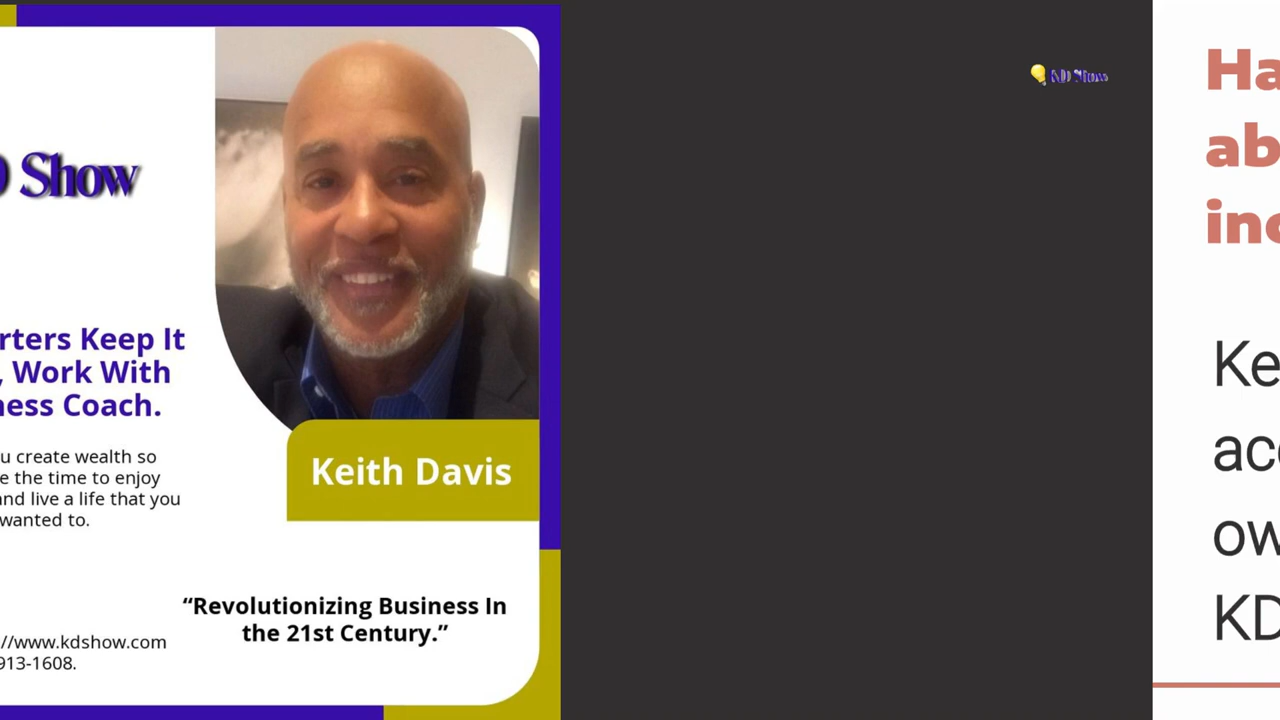 Show
rters Keep It
, Work With
ness Coach.
u create wealth so
e the time to enjoy
and live a life that you
wanted to.
Keith Davis
“Revolutionizing Business In
the 21st Century.”
//www.kdshow.com
913-1608.
KD Show
Ha
ab
inc
Ke
acc
ow
KD